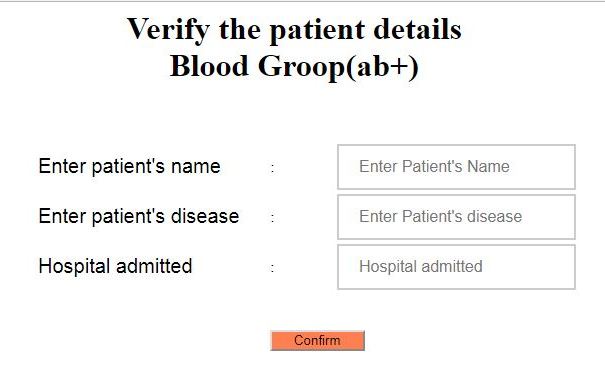 Verify the patient details
Blood Groop(ab+)
Enter patient's name : Enter Patient's Name
Enter patient's disease : Enter Patient's disease
Hospital admitted : Hospital admitted
Confirm